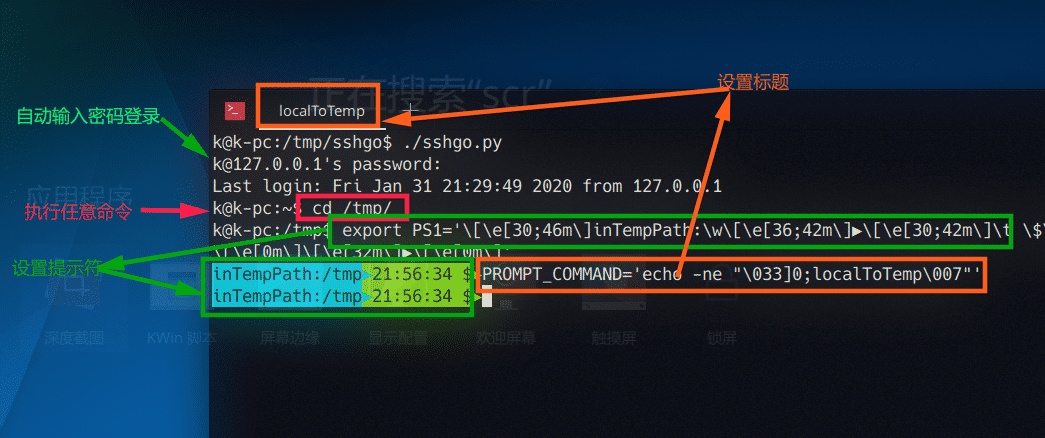 正在搜索“scr”
设置标题
localToTemp
自动输入密码登录
k@k-pc:/tmp/sshgo$ ./sshgo.py
k@127.0.0.1's password:
Last login: Fri Jan 31 21:29:49 2020 from 127.0.0.1
应用程序
执行任意命令
k@k-pc:~$ cd /tmp/
k@k-pc:/tmp$ export PS1='\[\e[30;46m\]inTempPath:\w\[\e[36;42m\]▶\[\e[30;42m\]\t \$\
\[\e[0m\]\[\e[32m\]▶\[\e[0m\]'
设置提示符
inTempPath:/tmp▶21:56:34 $▶PROMPT_COMMAND='echo -ne "\033]0;localToTemp\007"'
inTempPath:/tmp▶21:56:34 $▶
深度截图
KWin 脚本
屏幕边缘
显示配置
欢迎屏幕
触摸屏
锁屏